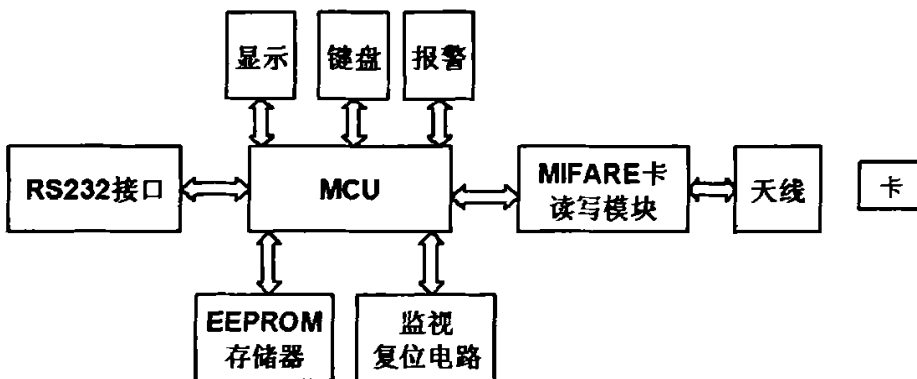 显示
键盘
报警
RS232接口
MCU
MIFARE卡
读写模块
天线
卡
EEPROM
存储器
监视
复位电路